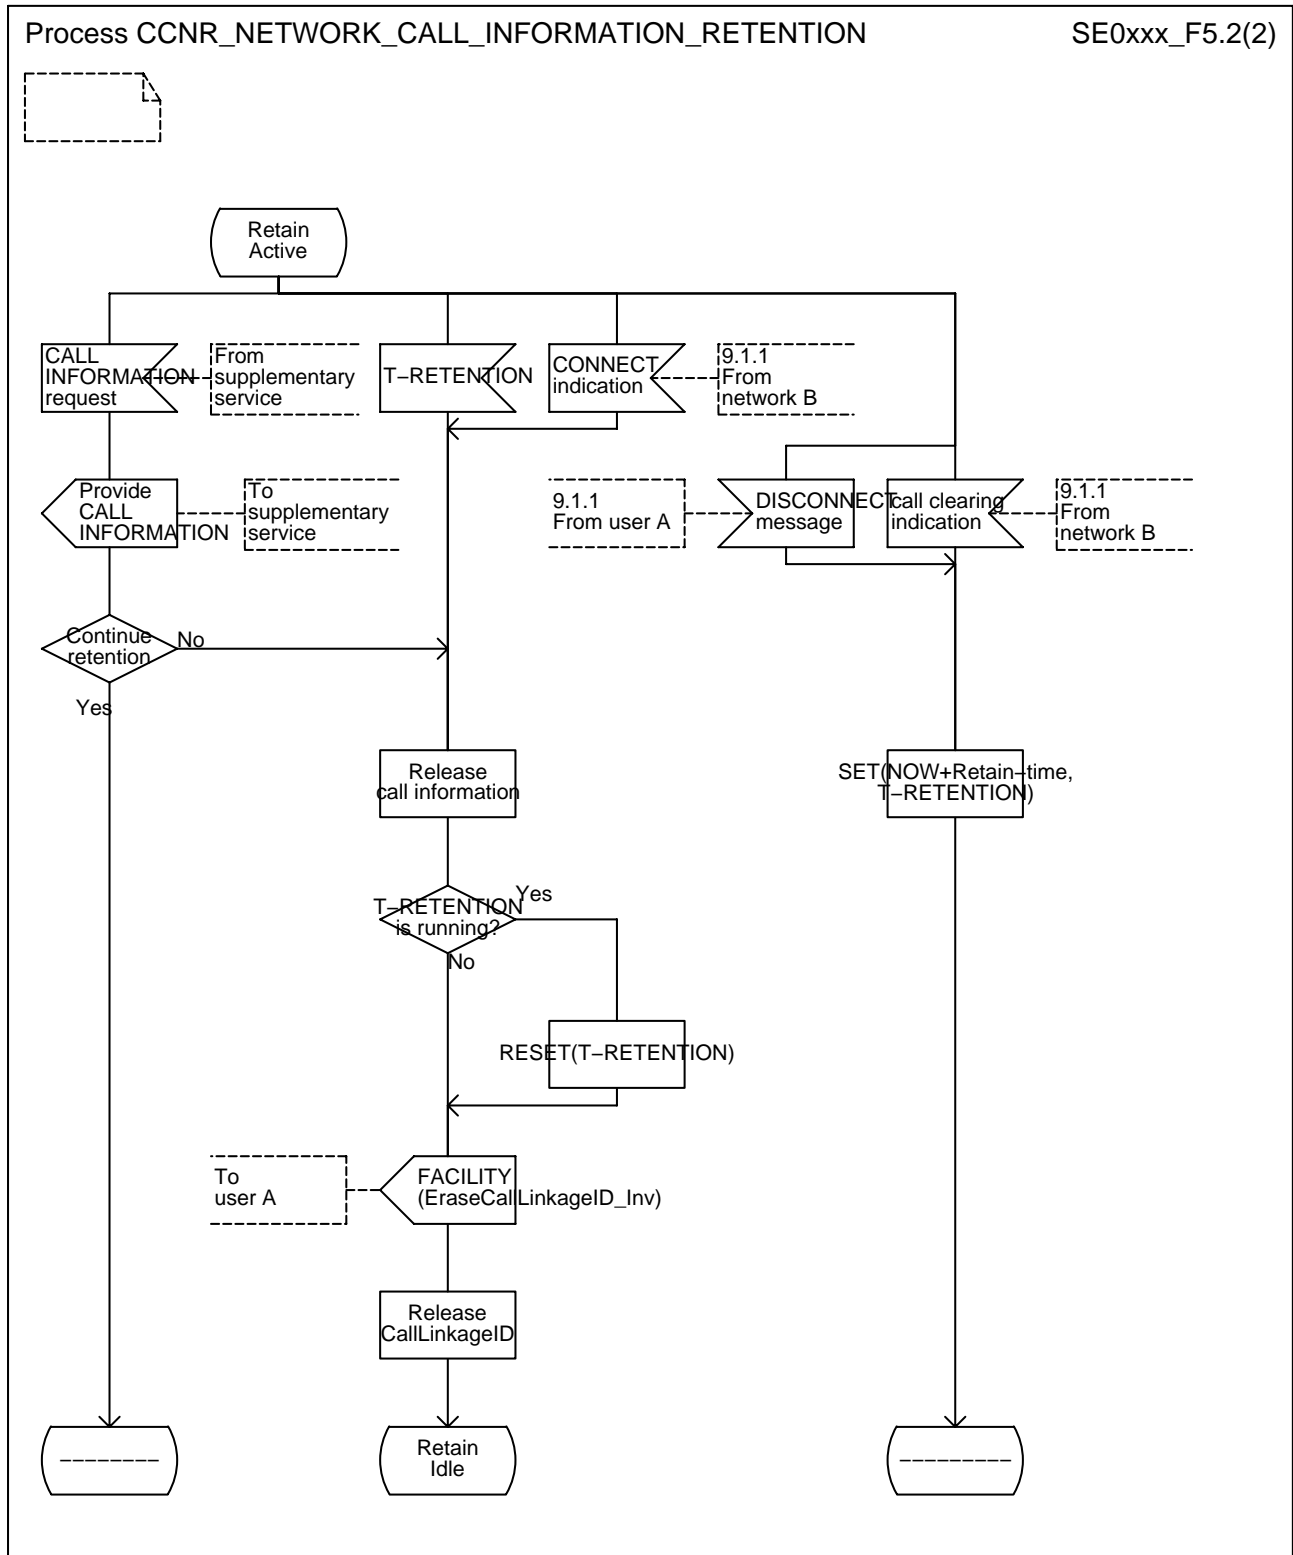 Process CCNR_NETWORK_CALL_INFORMATION_RETENTION
SE0xxx_F5.2(2)
Retain
Active
CALL
INFORMATION
request
From
supplementary
service
T−RETENTION
CONNECT
indication
9.1.1
From
network B
Provide
CALL
INFORMATION
To
supplementary
service
9.1.1
From user A
DISCONNECT
message
call clearing
indication
9.1.1
From
network B
Continue
retention
No
Yes
Release
call information
SET(NOW+Retain−time,
T−RETENTION)
T−RETENTION
is running?
Yes
No
RESET(T−RETENTION)
To
user A
FACILITY
(EraseCallLinkageID_Inv)
Release
CallLinkageID
−−−−−−−−
Retain
Idle
−−−−−−−−−